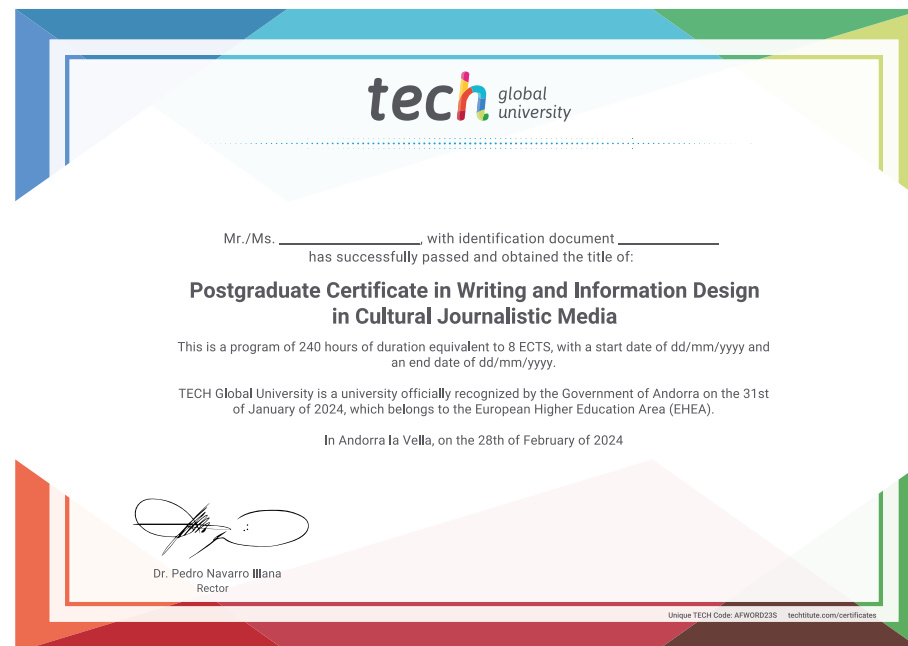 tech global university
Mr./Ms. ____________________, with identification document ______________
has successfully passed and obtained the title of:
Postgraduate Certificate in Writing and Information Design
in Cultural Journalistic Media
This is a program of 240 hours of duration equivalent to 8 ECTS, with a start date of dd/mm/yyyy and
an end date of dd/mm/yyyy.
TECH Global University is a university officially recognized by the Government of Andorra on the 31st
of January of 2024, which belongs to the European Higher Education Area (EHEA).
In Andorra la Vella, on the 28th of February of 2024
Dr. Pedro Navarro Illana
Rector
Unique TECH Code: AFWORD23S techtitute.com/certificates